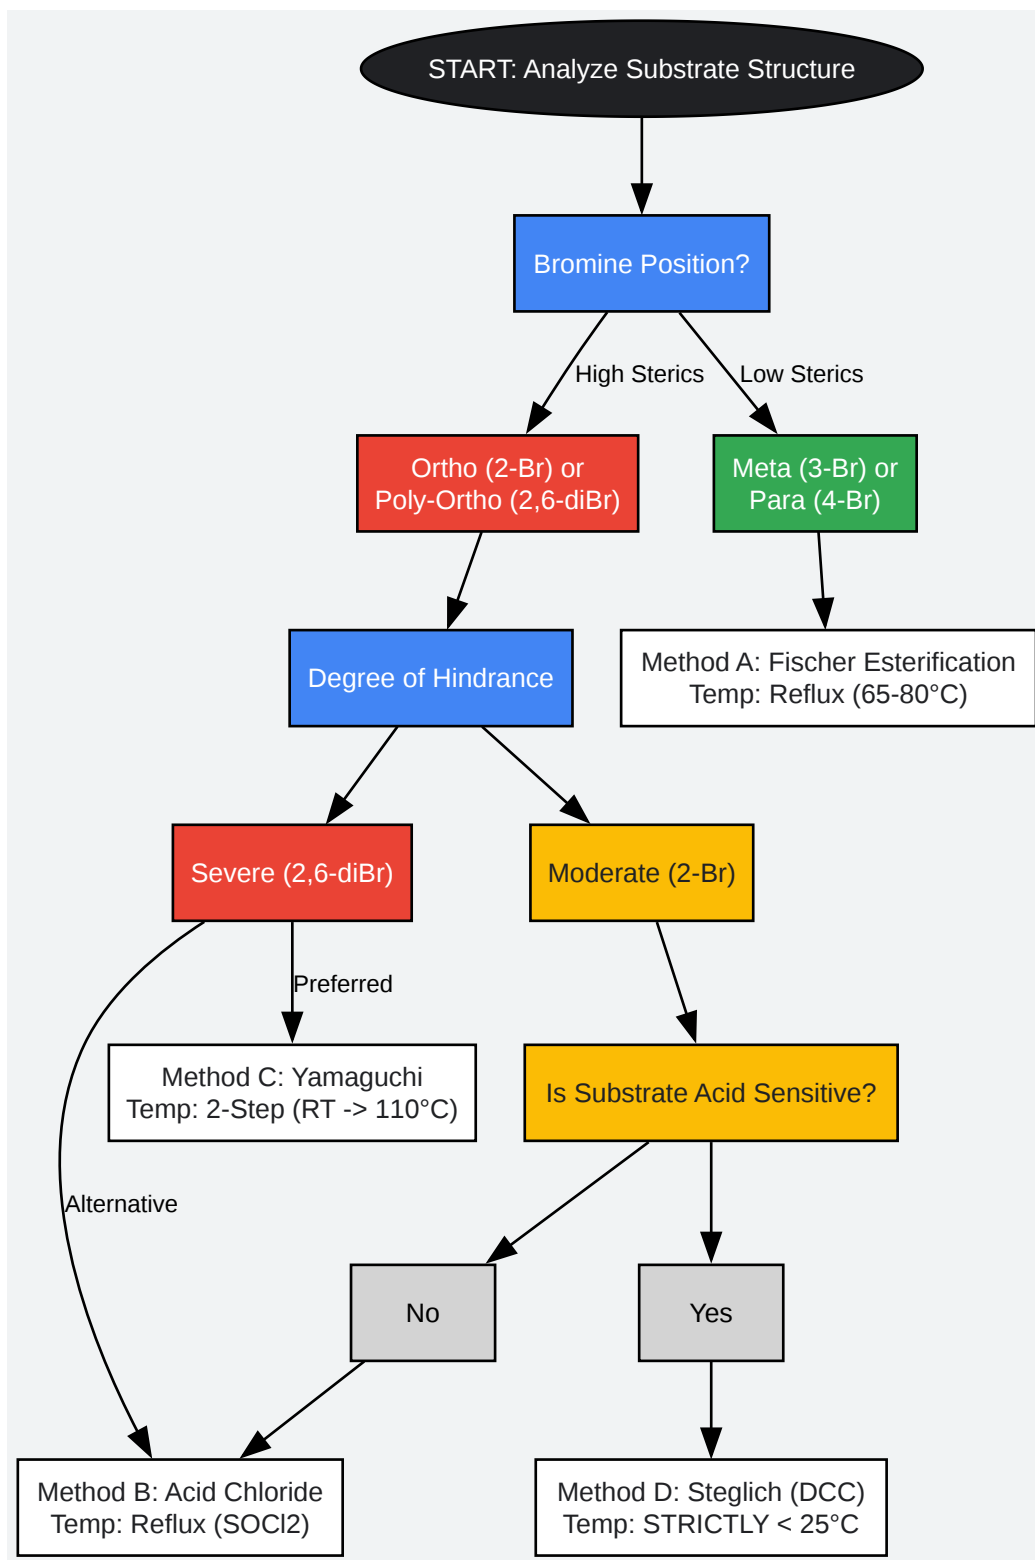 START: Analyze Substrate Structure
Bromine Position?
High Sterics
Low Sterics
Ortho (2-Br) or
Poly-Ortho (2,6-diBr)
Meta (3-Br) or
Para (4-Br)
Degree of Hindrance
Method A: Fischer Esterification
Temp: Reflux (65-80°C)
Severe (2,6-diBr)
Moderate (2-Br)
Preferred
Method C: Yamaguchi
Temp: 2-Step (RT -> 110°C)
Is Substrate Acid Sensitive?
Alternative
No
Yes
Method B: Acid Chloride
Temp: Reflux (SOCl2)
Method D: Steglich (DCC)
Temp: STRICTLY < 25°C